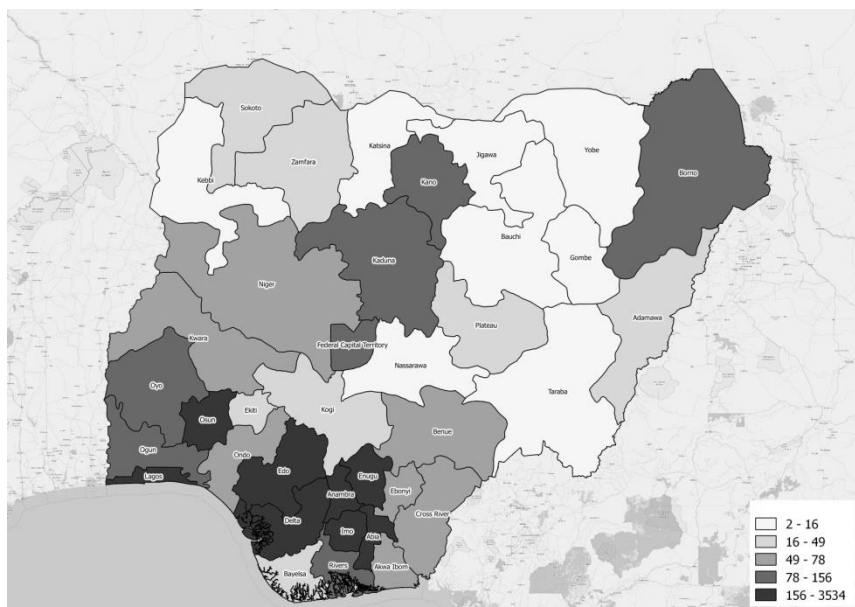 Sokoto
Katsina
Jigawa
Yobe
Borno
Zamfara
Kebbi
Kano
Bauchi
Gombe
Kaduna
Niger
Adamawa
Plateau
Kwara
Federal Capital Territory
Nassarawa
Oyo
Taraba
Kogi
Osun
Ekiti
Benue
Ogun
Ondo
Edo
Enugu
Lagos
Anambra
Ebonyi
Cross River
Delta
Imo
Abia
Bayelsa
Rivers
Akwa Ibom
2 - 16
16 - 49
49 - 78
78 - 156
156 - 3534